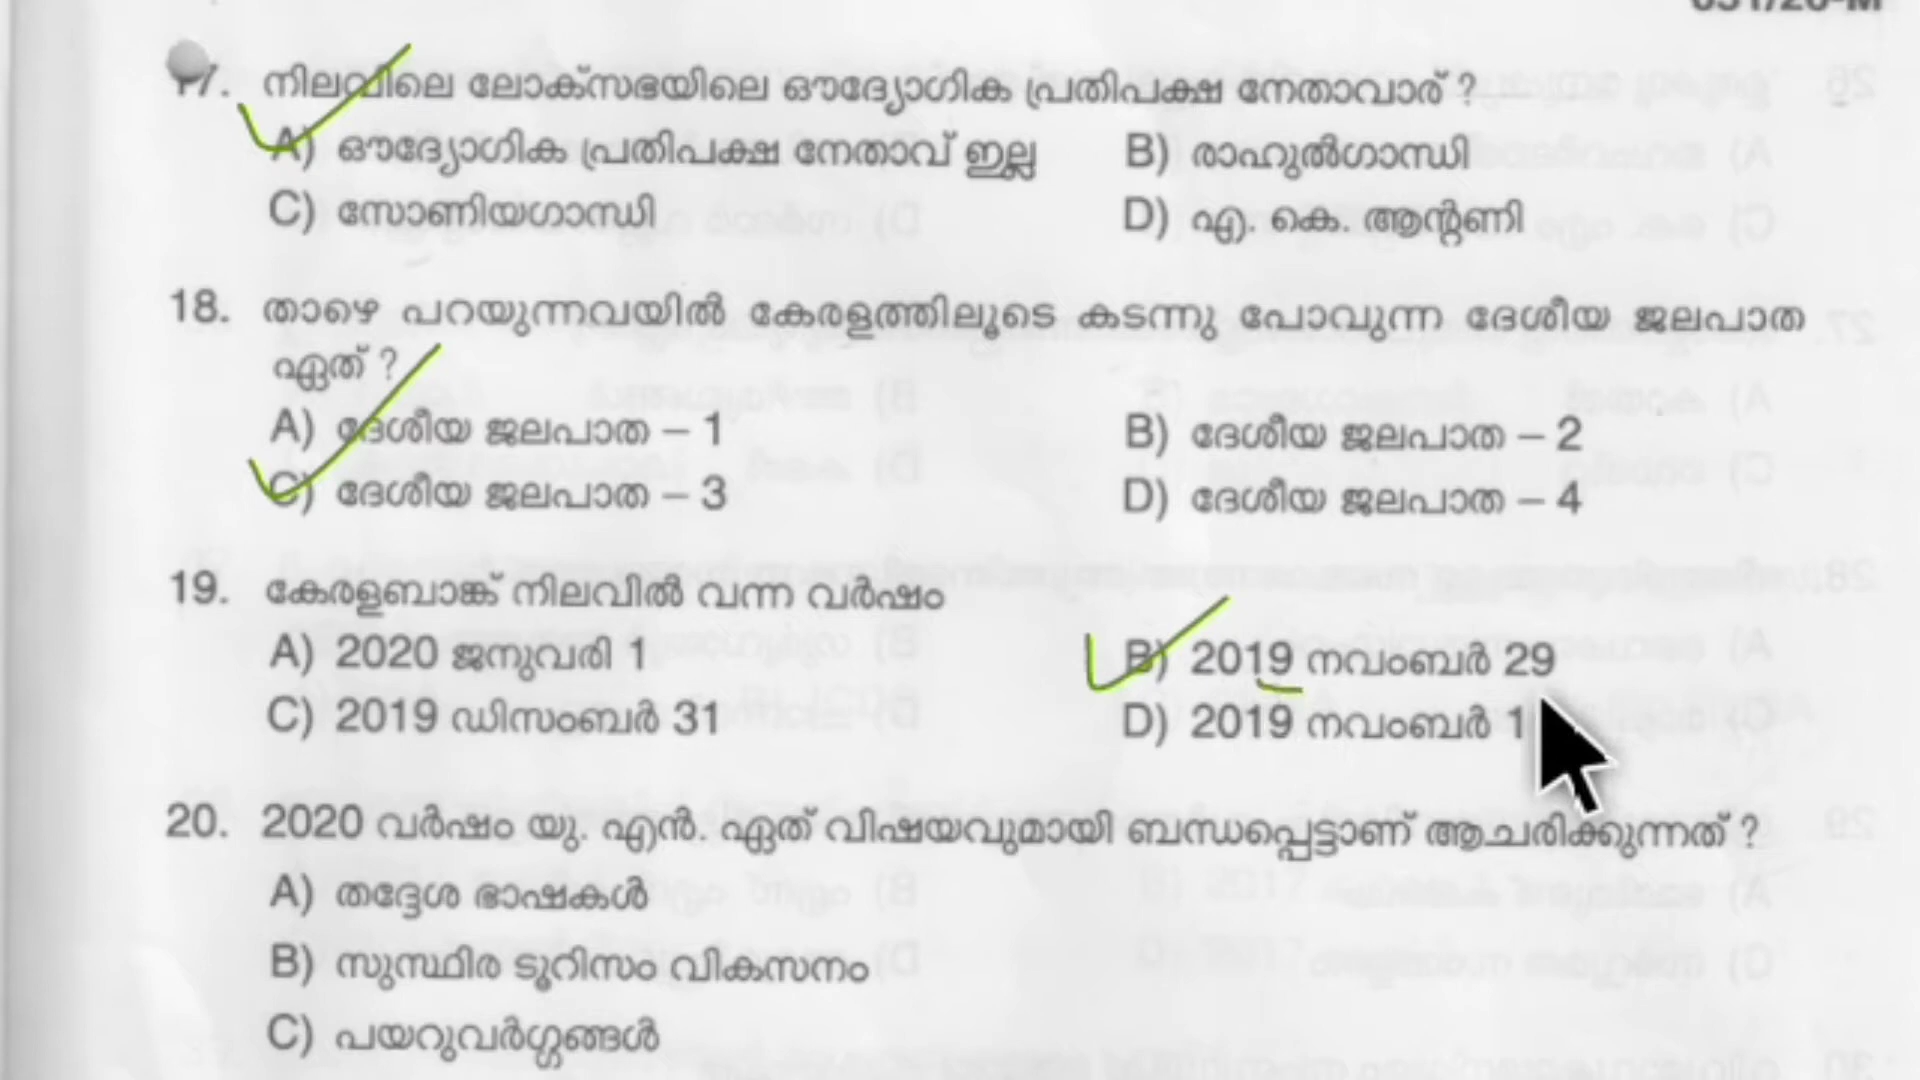 17. നിലവിലെ ലോക്സഭയിലെ ഔദ്യോഗിക പ്രതിപക്ഷ നേതാവാര് ?
A) ഔദ്യോഗിക പ്രതിപക്ഷ നേതാവ് ഇല്ല B) രാഹുൽഗാന്ധി
C) സോണിയഗാന്ധി D) എ. കെ. ആന്റണി
18. താഴെ പറയുന്നവയിൽ കേരളത്തിലൂടെ കടന്നു പോവുന്ന ദേശീയ ജലപാത
ഏത് ?
A) ദേശീയ ജലപാത – 1 B) ദേശീയ ജലപാത – 2
C) ദേശീയ ജലപാത – 3 D) ദേശീയ ജലപാത – 4
19. കേരളബാങ്ക് നിലവിൽ വന്ന വർഷം
A) 2020 ജനുവരി 1 B) 2019 നവംബർ 29
C) 2019 ഡിസംബർ 31 D) 2019 നവംബർ 1
20. 2020 വർഷം യു. എൻ. ഏത് വിഷയവുമായി ബന്ധപ്പെട്ടാണ് ആചരിക്കുന്നത് ?
A) തദ്ദേശ ഭാഷകൾ
B) സുസ്ഥിര ടൂറിസം വികസനം
C) പയറുവർഗ്ഗങ്ങൾ